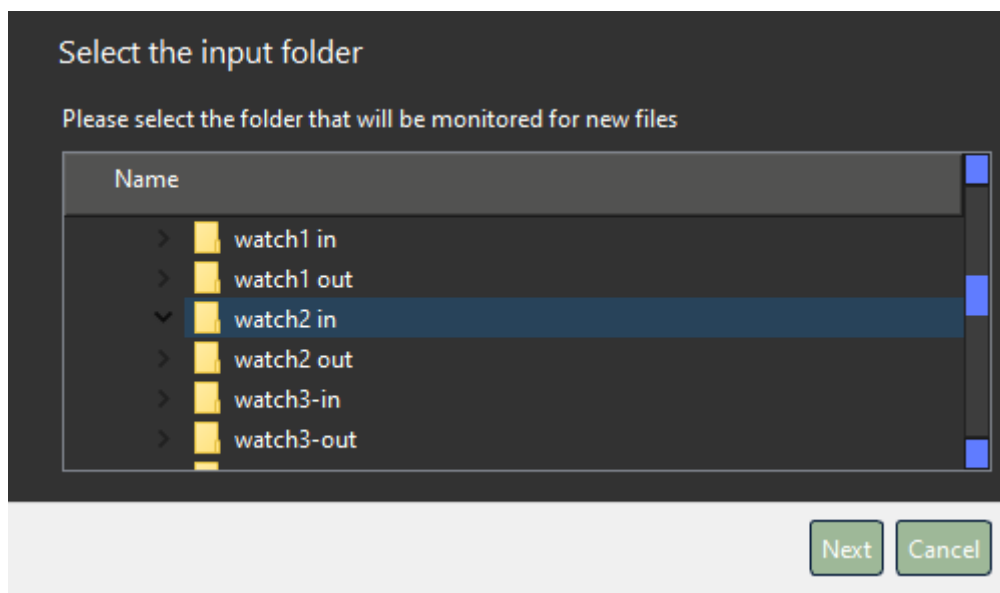 Select the input folder
Please select the folder that will be monitored for new files
Name
watch1 in
watch1 out
watch2 in
watch2 out
watch3-in
watch3-out
Next Cancel